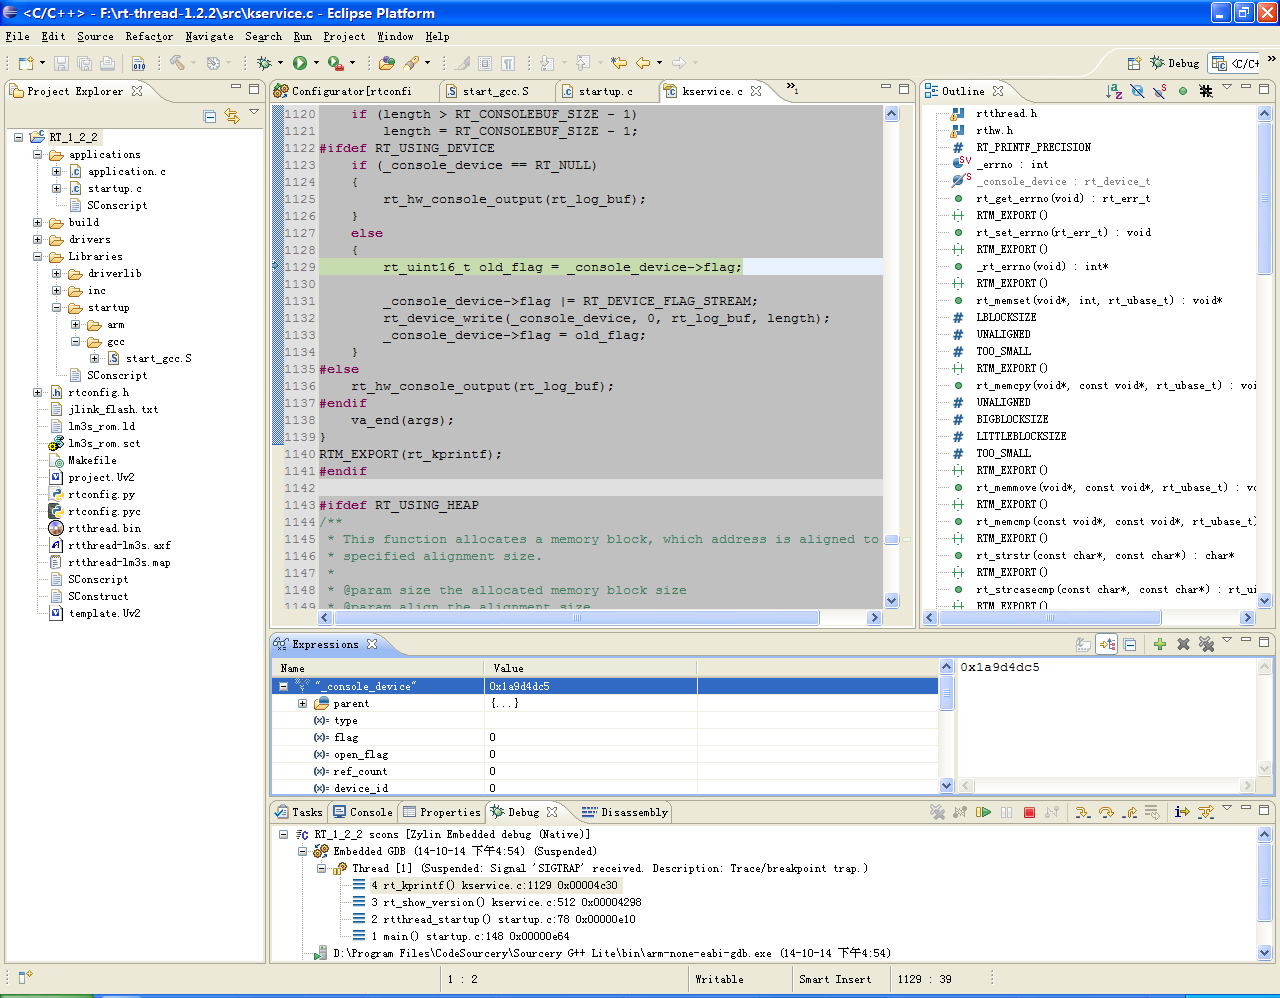 <C/C++> - F:\rt-thread-1.2.2\src\kservice.c - Eclipse Platform
File Edit Source Refactor Navigate Search Run Project Window Help
Debug
<C/C+
Project Explorer
RT_1_2_2
applications
application.c
startup.c
SConscript
build
drivers
Libraries
driverlib
inc
startup
arm
gcc
start_gcc.S
SConscript
rtconfig.h
jlink_flash.txt
lm3s_rom.ld
lm3s_rom.sct
Makefile
project.Uv2
rtconfig.py
rtconfig.pyc
rtthread.bin
rtthread-lm3s.axf
rtthread-lm3s.map
SConscript
SConstruct
template.Uv2
Configurator[rtconfi start_gcc.S startup.c kservice.c »1
1120 if (length > RT_CONSOLEBUF_SIZE - 1)
1121 length = RT_CONSOLEBUF_SIZE - 1;
1122 #ifdef RT_USING_DEVICE
1123 if (_console_device == RT_NULL)
1124 {
1125 rt_hw_console_output(rt_log_buf);
1126 }
1127 else
1128 {
1129 rt_uint16_t old_flag = _console_device->flag;
1130
1131 _console_device->flag |= RT_DEVICE_FLAG_STREAM;
1132 rt_device_write(_console_device, 0, rt_log_buf, length);
1133 _console_device->flag = old_flag;
1134 }
1135 #else
1136 rt_hw_console_output(rt_log_buf);
1137 #endif
1138 va_end(args);
1139 }
1140 RTM_EXPORT(rt_kprintf);
1141 #endif
1142
1143 #ifdef RT_USING_HEAP
1144 /**
1145 * This function allocates a memory block, which address is aligned to
1146 * specified alignment size.
1147 *
1148 * @param size the allocated memory block size
1149 * @param align the alignment size
Outline
rtthread.h
rthw.h
RT_PRINTF_PRECISION
_errno : int
_console_device : rt_device_t
rt_get_errno(void) : rt_err_t
RTM_EXPORT()
rt_set_errno(rt_err_t) : void
RTM_EXPORT()
_rt_errno(void) : int*
RTM_EXPORT()
rt_memset(void*, int, rt_ubase_t) : void*
LBLOCKSIZE
UNALIGNED
TOO_SMALL
RTM_EXPORT()
rt_memcpy(void*, const void*, rt_ubase_t) : voi
UNALIGNED
BIGBLOCKSIZE
LITTLEBLOCKSIZE
TOO_SMALL
RTM_EXPORT()
rt_memmove(void*, const void*, rt_ubase_t) : vo
RTM_EXPORT()
rt_memcmp(const void*, const void*, rt_ubase_t)
RTM_EXPORT()
rt_strstr(const char*, const char*) : char*
RTM_EXPORT()
rt_strcasecmp(const char*, const char*) : rt_ui
RTM_EXPORT()
Expressions
Name Value
"_console_device" 0x1a9d4dc5
parent {...}
type
flag 0
open_flag 0
ref_count 0
device_id 0
0x1a9d4dc5
Tasks Console Properties Debug Disassembly
RT_1_2_2 scons [Zylin Embedded debug (Native)]
Embedded GDB (14-10-14 下午4:54) (Suspended)
Thread [1] (Suspended: Signal 'SIGTRAP' received. Description: Trace/breakpoint trap.)
4 rt_kprintf() kservice.c:1129 0x00004c30
3 rt_show_version() kservice.c:512 0x00004298
2 rtthread_startup() startup.c:78 0x00000e10
1 main() startup.c:148 0x00000e64
D:\Program Files\CodeSourcery\Sourcery G++ Lite\bin\arm-none-eabi-gdb.exe (14-10-14 下午4:54)
1 : 2 Writable Smart Insert 1129 : 39